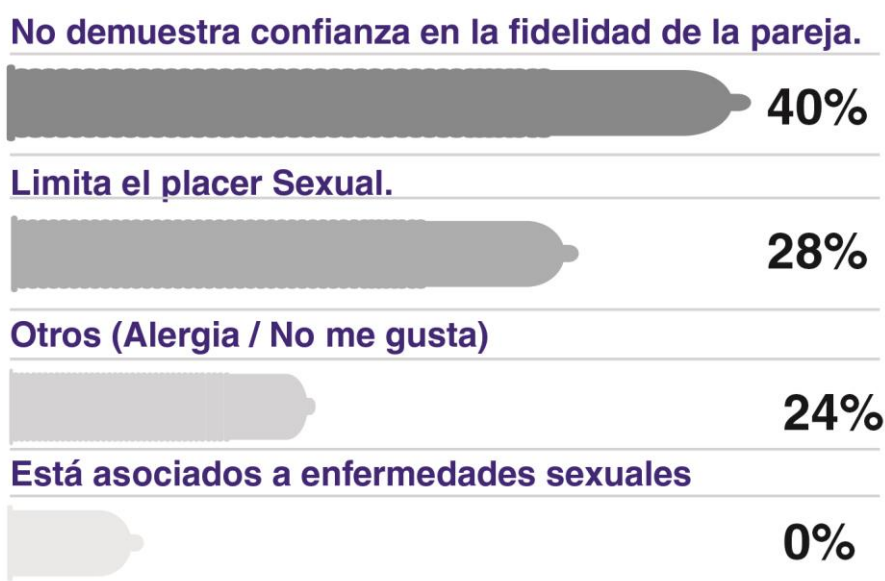 No demuestra confianza en la fidelidad de la pareja.
40%
Limita el placer Sexual.
28%
Otros (Alergia / No me gusta)
24%
Está asociados a enfermedades sexuales
0%